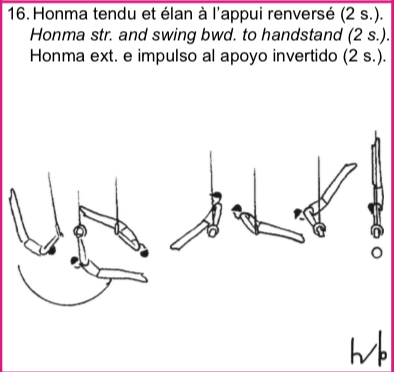 16. Honma tendu et élan à l'appui renversé (2 s.).
Honma str. and swing bwd. to handstand (2 s.).
Honma ext. e impulso al apoyo invertido (2 s.).